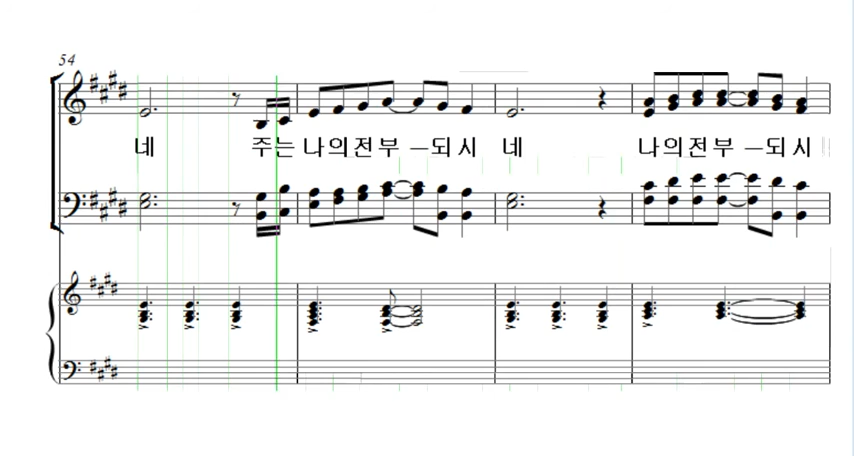 54
네 주는 나의 전부 –되시 네 나의 전부 –되시